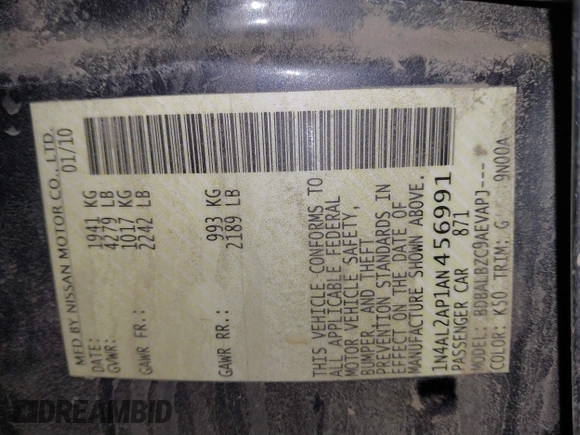 MFD BY NISSAN MOTOR CO., LTD.
DATE: 01/10
GAWR: 1941 KG
4279 LB
GAWR FR.: 1017 KG
2242 LB
GAWR RR.: 993 KG
2189 LB
THIS VEHICLE CONFORMS TO
ALL APPLICABLE FEDERAL
MOTOR VEHICLE SAFETY,
BUMPER, AND THEFT
PREVENTION STANDARDS IN
EFFECT ON THE DATE OF
MANUFACTURE SHOWN ABOVE.
1N4AL2AP1AN456991
PASSENGER CAR 871
MODEL: BDBALBZC9AEVAPJ---
COLOR: K50 TRIM: G 9N00A
DREAMBID